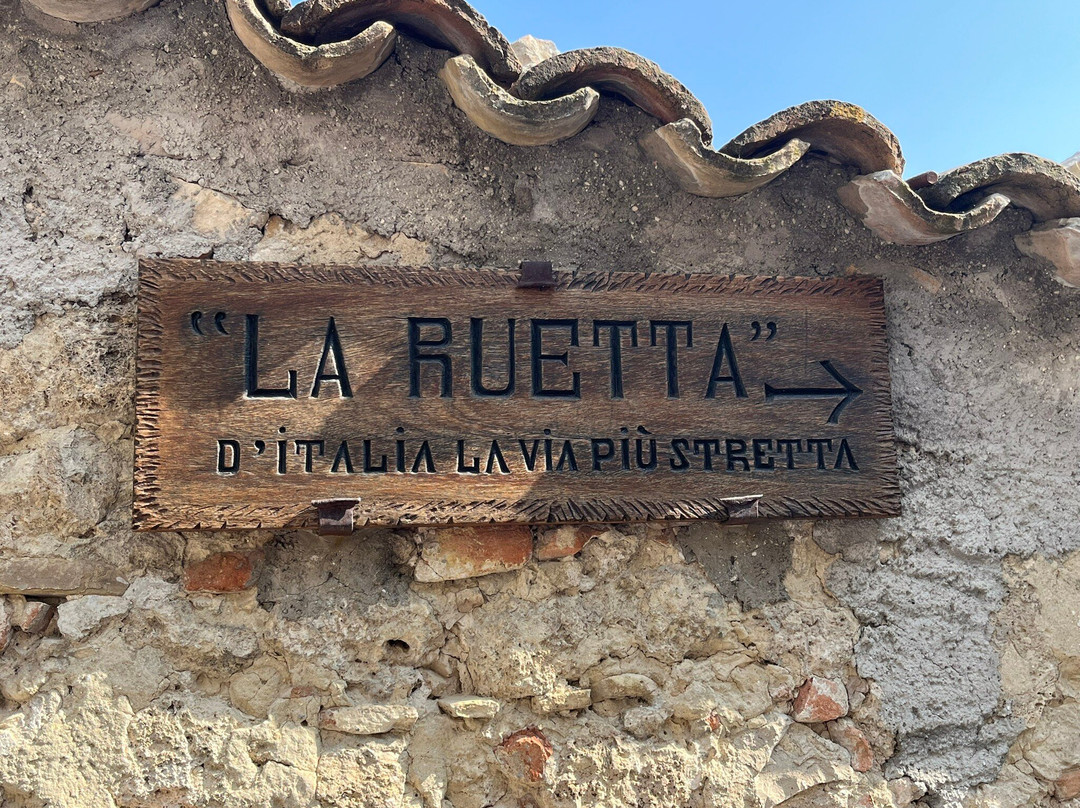 “LA RUETTA” →
D’ITALIA LA VIA PIÙ STRETTA